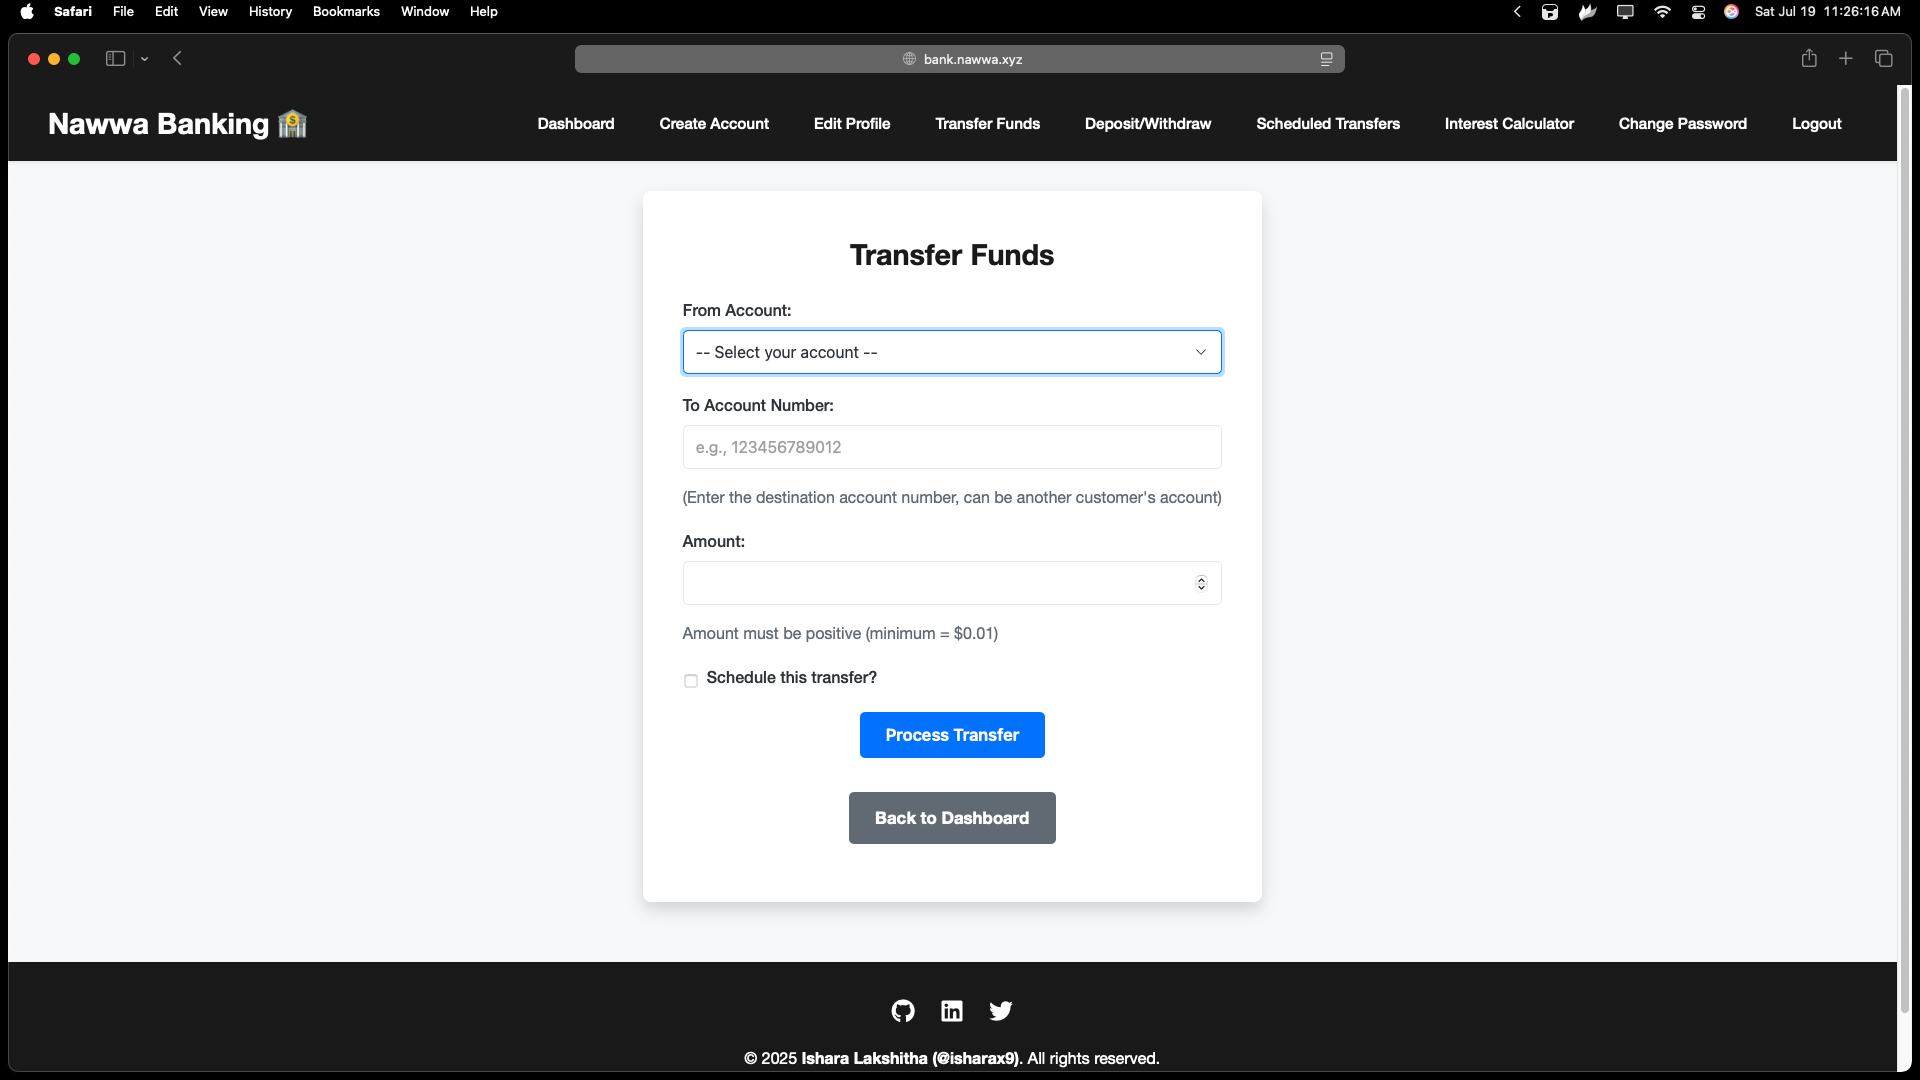 Safari File Edit View History Bookmarks Window Help Sat Jul 19 11:26:16 AM
bank.nawwa.xyz
Nawwa Banking Dashboard Create Account Edit Profile Transfer Funds Deposit/Withdraw Scheduled Transfers Interest Calculator Change Password Logout
Transfer Funds
From Account:
-- Select your account --
To Account Number:
e.g., 123456789012
(Enter the destination account number, can be another customer's account)
Amount:
Amount must be positive (minimum = $0.01)
Schedule this transfer?
Process Transfer
Back to Dashboard
© 2025 Ishara Lakshitha (@isharax9). All rights reserved.